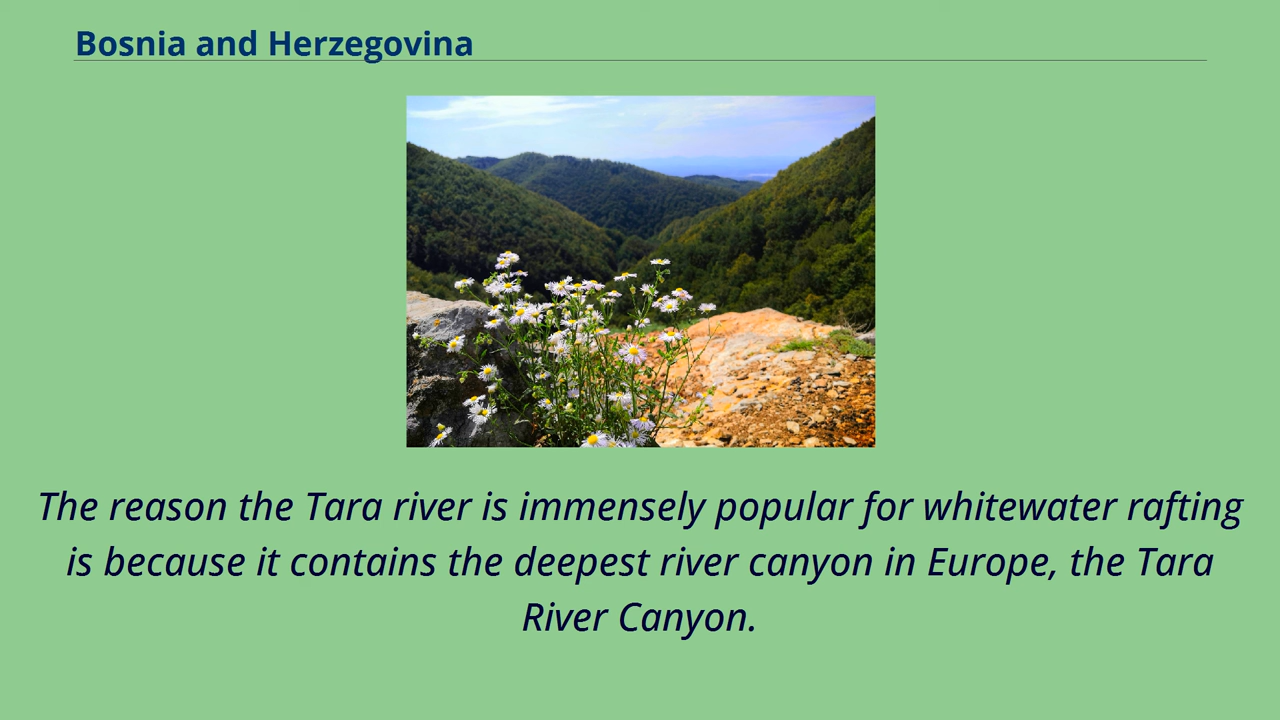 Bosnia and Herzegovina
The reason the Tara river is immensely popular for whitewater rafting
is because it contains the deepest river canyon in Europe, the Tara
River Canyon.